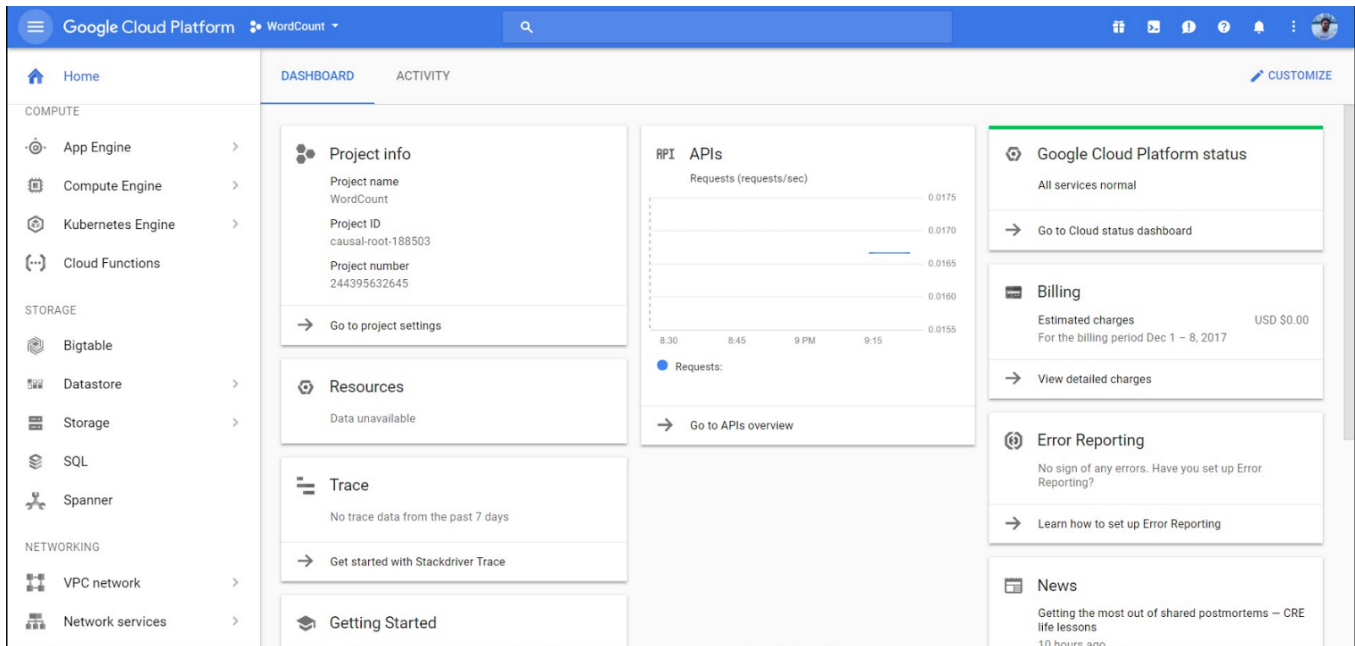 Google Cloud Platform WordCount
Home
COMPUTE
App Engine
Compute Engine
Kubernetes Engine
Cloud Functions
STORAGE
Bigtable
Datastore
Storage
SQL
Spanner
NETWORKING
VPC network
Network services
DASHBOARD ACTIVITY
CUSTOMIZE
Project info
Project name
WordCount
Project ID
causal-root-188503
Project number
244395632645
Go to project settings
Resources
Data unavailable
Trace
No trace data from the past 7 days
Get started with Stackdriver Trace
Getting Started
API APIs
Requests (requests/sec)
0.0175
0.0170
0.0165
0.0160
0.0155
8:30 8:45 9 PM 9:15
Requests:
Go to APIs overview
Google Cloud Platform status
All services normal
Go to Cloud status dashboard
Billing
Estimated charges USD $0.00
For the billing period Dec 1 – 8, 2017
View detailed charges
Error Reporting
No sign of any errors. Have you set up Error
Reporting?
Learn how to set up Error Reporting
News
Getting the most out of shared postmortems — CRE
life lessons
10 hours ago